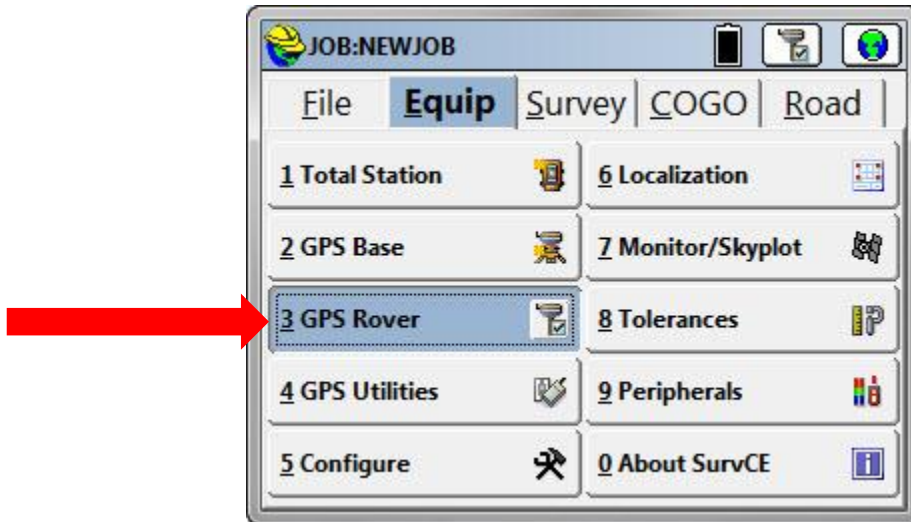 JOB:NEWJOB
File Equip Survey COGO Road
1 Total Station 6 Localization
2 GPS Base 7 Monitor/Skyplot
3 GPS Rover 8 Tolerances
4 GPS Utilities 9 Peripherals
5 Configure 0 About SurvCE